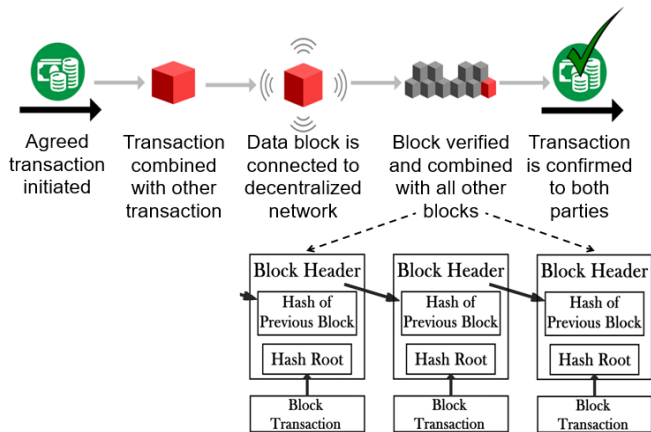 Agreed
transaction
initiated
Transaction
combined
with other
transaction
Data block is
connected to
decentralized
network
Block verified
and combined
with all other
blocks
Transaction
is confirmed
to both
parties
Block Header
Hash of
Previous Block
Hash Root
Block
Transaction
Block Header
Hash of
Previous Block
Hash Root
Block
Transaction
Block Header
Hash of
Previous Block
Hash Root
Block
Transaction